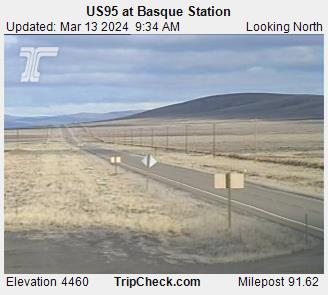 US95 at Basque Station
Updated: Mar 13 2024 9:34 AM Looking North
Elevation 4460 TripCheck.com Milepost 91.62